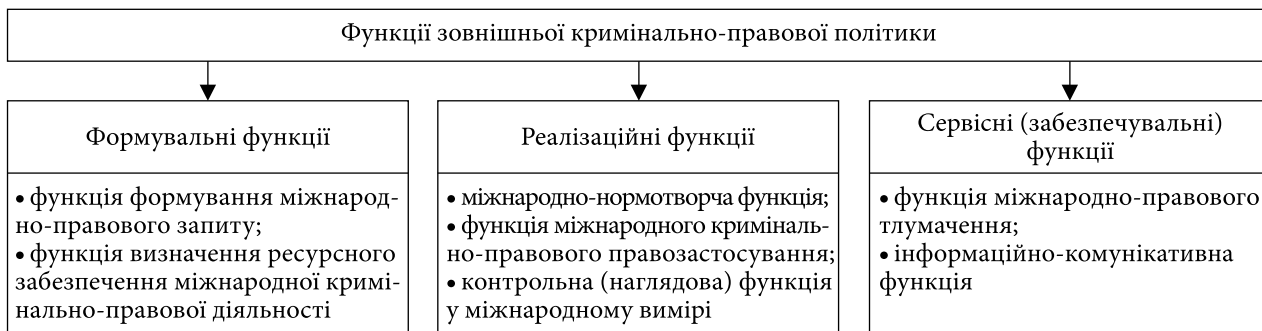 Функції зовнішньої кримінально-правової політики
Формувальні функції
• функція формування міжнарод-
но-правового запиту;
• функція визначення ресурсного
забезпечення міжнародної кримі-
нально-правової діяльності
Реалізаційні функції
• міжнародно-нормотворча функція;
• функція міжнародного криміналь-
но-правового правозастосування;
• контрольна (наглядова) функція
у міжнародному вимірі
Сервісні (забезпечувальні)
функції
• функція міжнародно-правового
тлумачення;
• інформаційно-комунікативна
функція